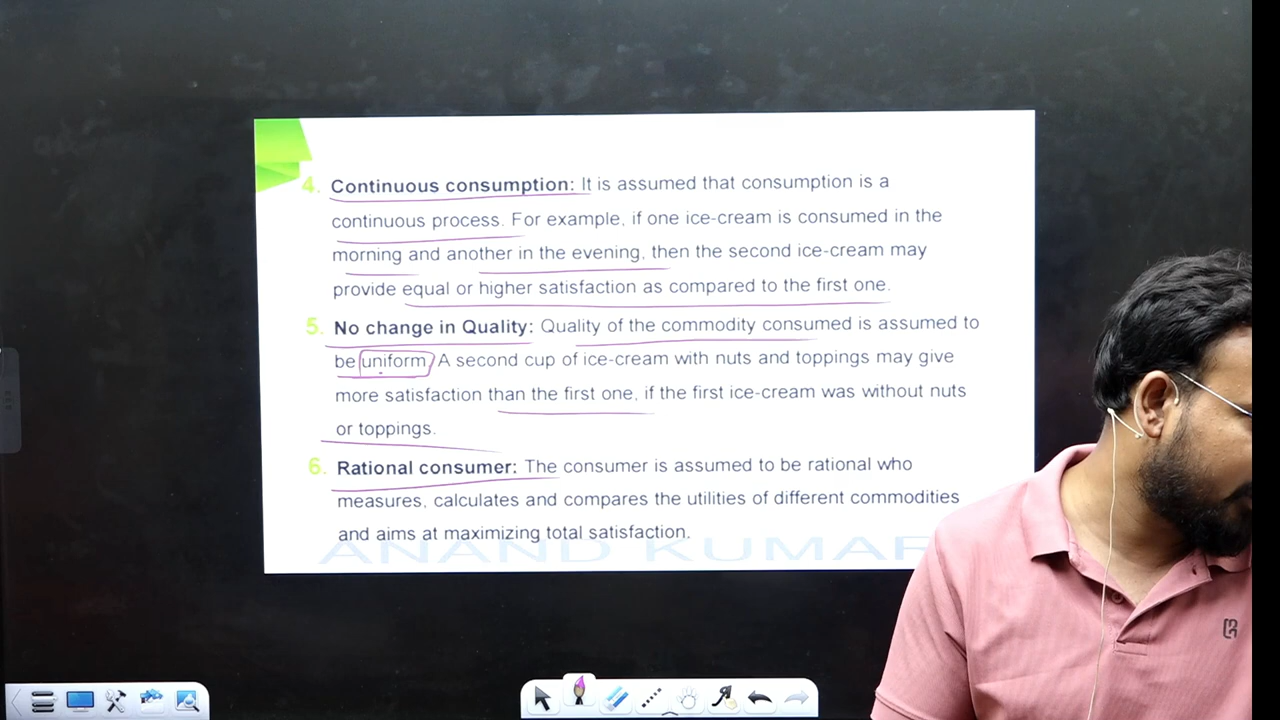 4. Continuous consumption: It is assumed that consumption is a
continuous process. For example, if one ice-cream is consumed in the
morning and another in the evening, then the second ice-cream may
provide equal or higher satisfaction as compared to the first one.
5. No change in Quality: Quality of the commodity consumed is assumed to
be uniform. A second cup of ice-cream with nuts and toppings may give
more satisfaction than the first one, if the first ice-cream was without nuts
or toppings.
6. Rational consumer: The consumer is assumed to be rational who
measures, calculates and compares the utilities of different commodities
and aims at maximizing total satisfaction.
ANAND KUMAR